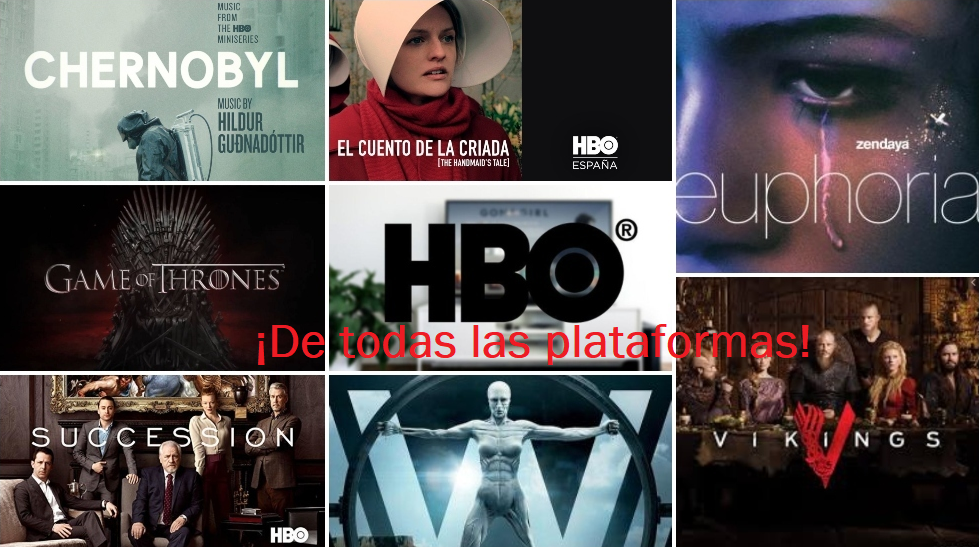 MUSIC
FROM
THE HBO
MINISERIES
CHERNOBYL
MUSIC BY
HILDUR
GUÐNADÓTTIR
EL CUENTO DE LA CRIADA
[THE HANDMAID'S TALE]
HBO
ESPAÑA
zendaya
euphoria
GAME OF THRONES
HBO®
¡De todas las plataformas!
SUCCESSION
HBO
VIKINGS